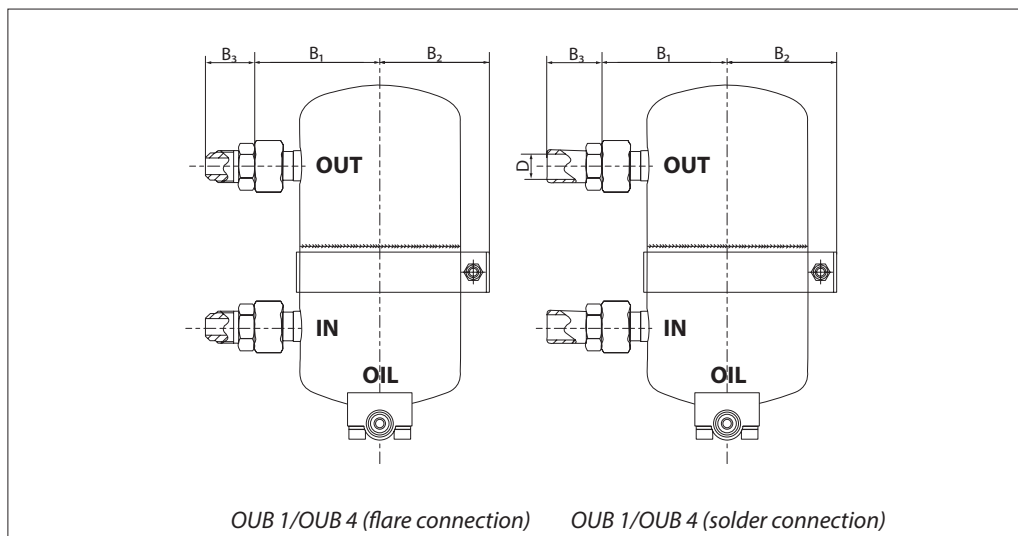 B₃ B₁ B₂ B₃ B₁ B₂
OUT D OUT
IN IN
OIL OIL
OUB 1/OUB 4 (flare connection) OUB 1/OUB 4 (solder connection)